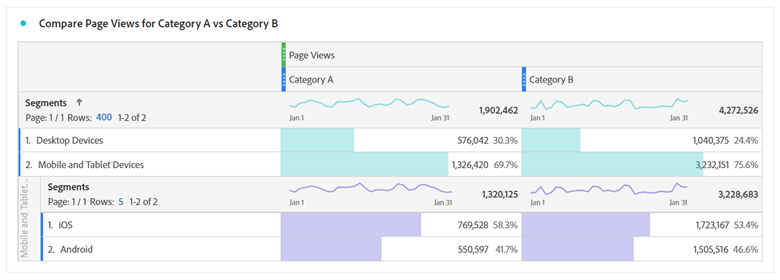 Compare Page Views for Category A vs Category B
Page Views
Category A Category B
Segments ↑
Page: 1 / 1 Rows: 400 1-2 of 2
Jan 1 Jan 31 1,902,462 Jan 1 Jan 31 4,272,526
1. Desktop Devices 576,042 30.3% 1,040,375 24.4%
2. Mobile and Tablet Devices 1,326,420 69.7% 3,232,151 75.6%
Mobile and Tablet...
Segments
Page: 1 / 1 Rows: 5 1-2 of 2
Jan 1 Jan 31 1,320,125 Jan 1 Jan 31 3,228,683
1. iOS 769,528 58.3% 1,723,167 53.4%
2. Android 550,597 41.7% 1,505,516 46.6%